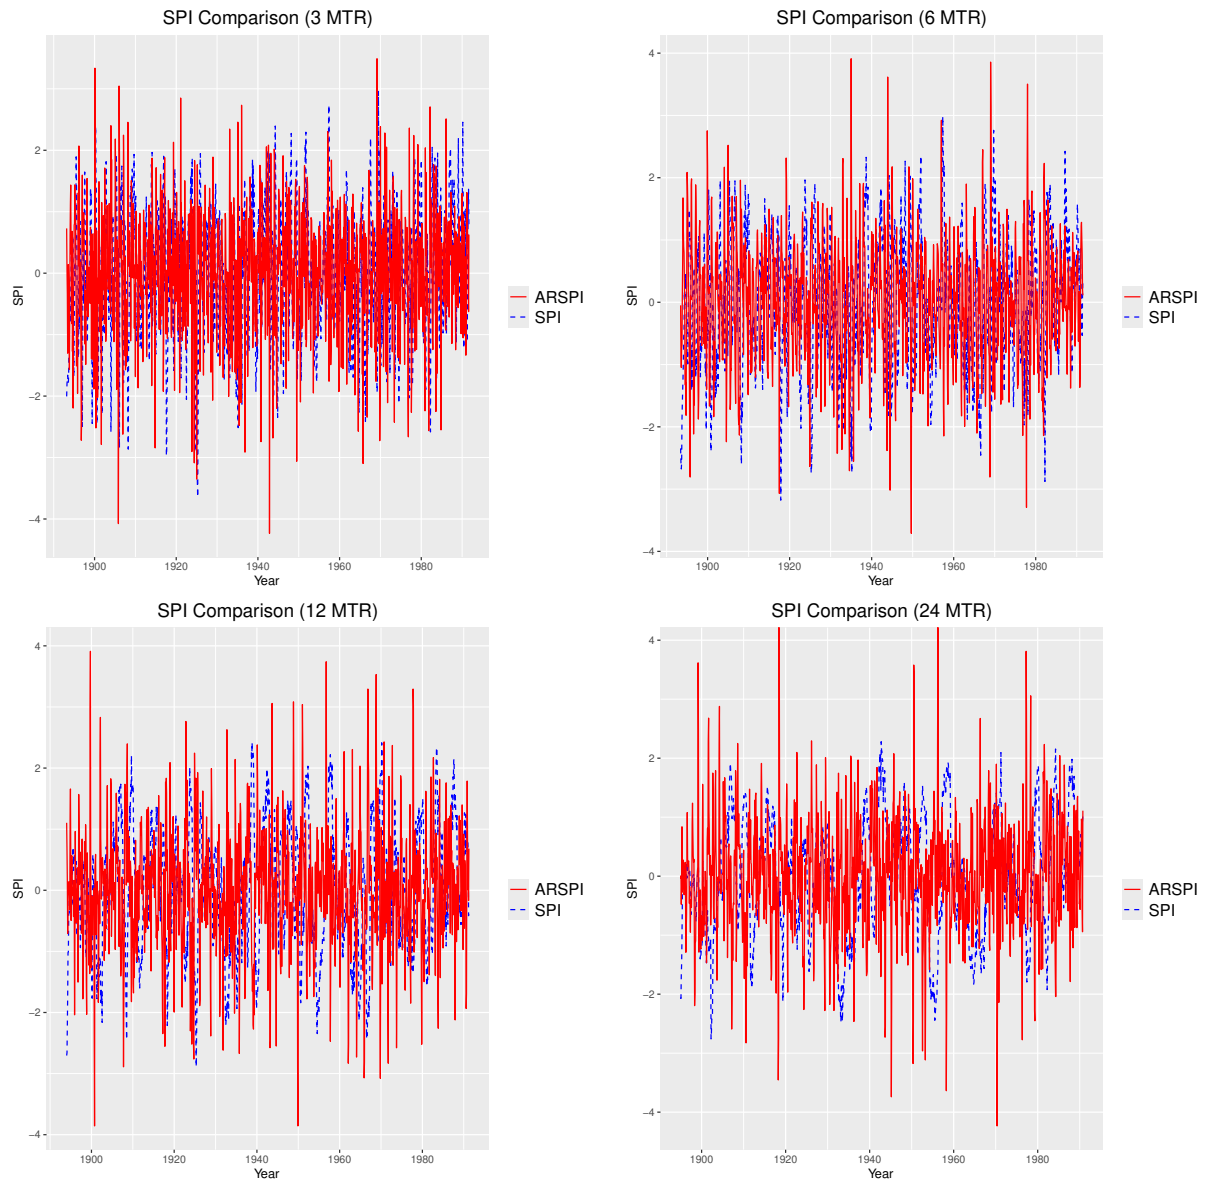 SPI Comparison (3 MTR)
SPI
2
0
−2
−4
1900 1920 1940 1960 1980
Year
ARSPI
SPI
SPI Comparison (6 MTR)
SPI
4
2
0
−2
−4
1900 1920 1940 1960 1980
Year
ARSPI
SPI
SPI Comparison (12 MTR)
SPI
4
2
0
−2
−4
1900 1920 1940 1960 1980
Year
ARSPI
SPI
SPI Comparison (24 MTR)
SPI
4
2
0
−2
−4
1900 1920 1940 1960 1980
Year
ARSPI
SPI